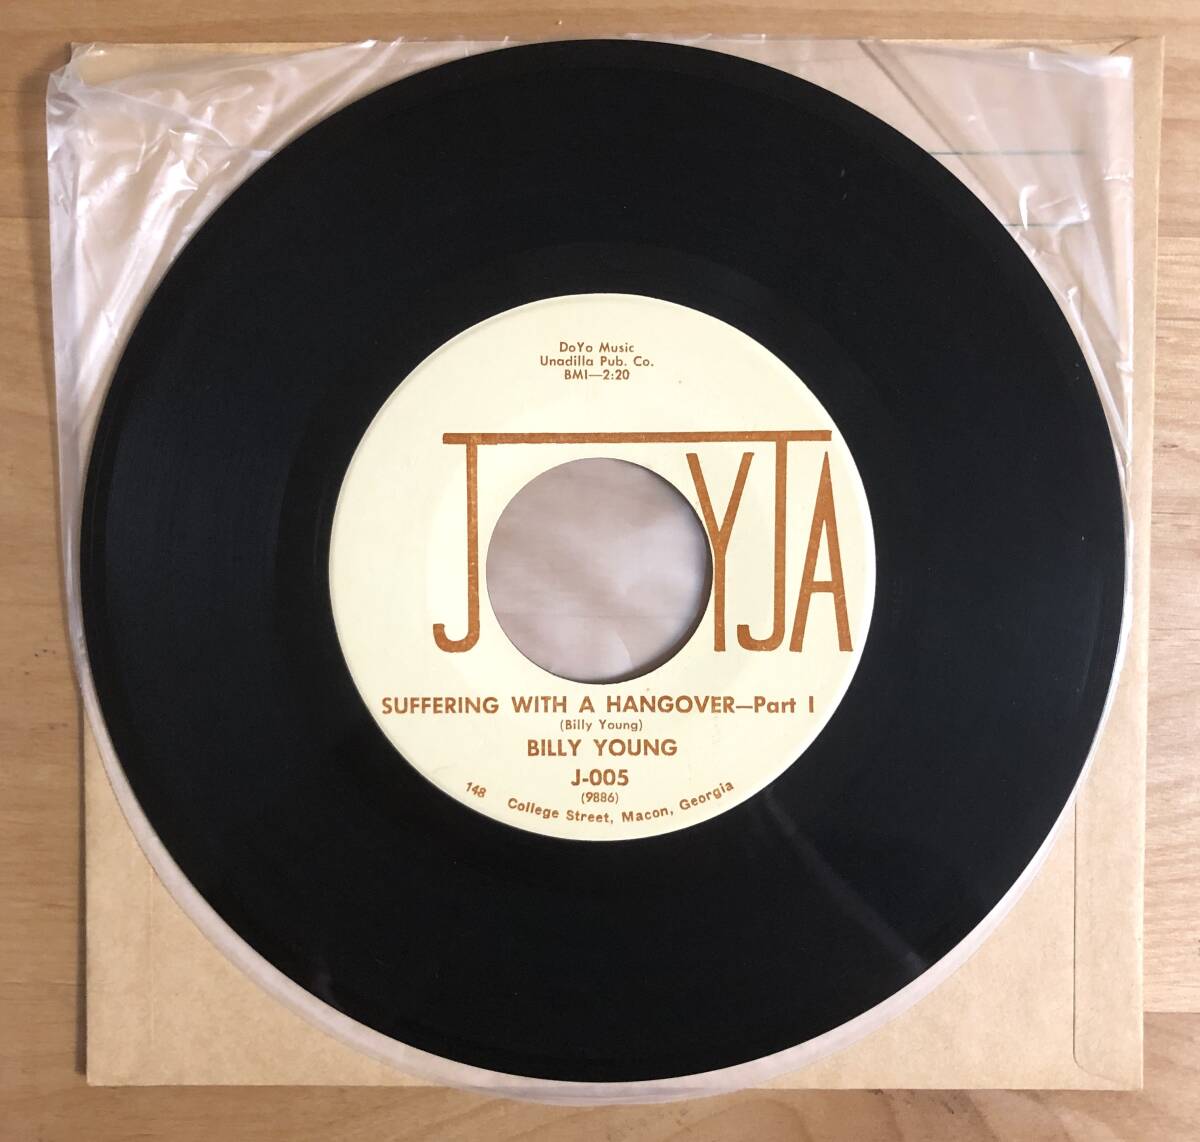 DoYo Music
Unadilla Pub. Co.
BMI—2:20
JOYJA
SUFFERING WITH A HANGOVER—Part I
(Billy Young)
BILLY YOUNG
J-005
(9886)
148 College Street, Macon, Georgia